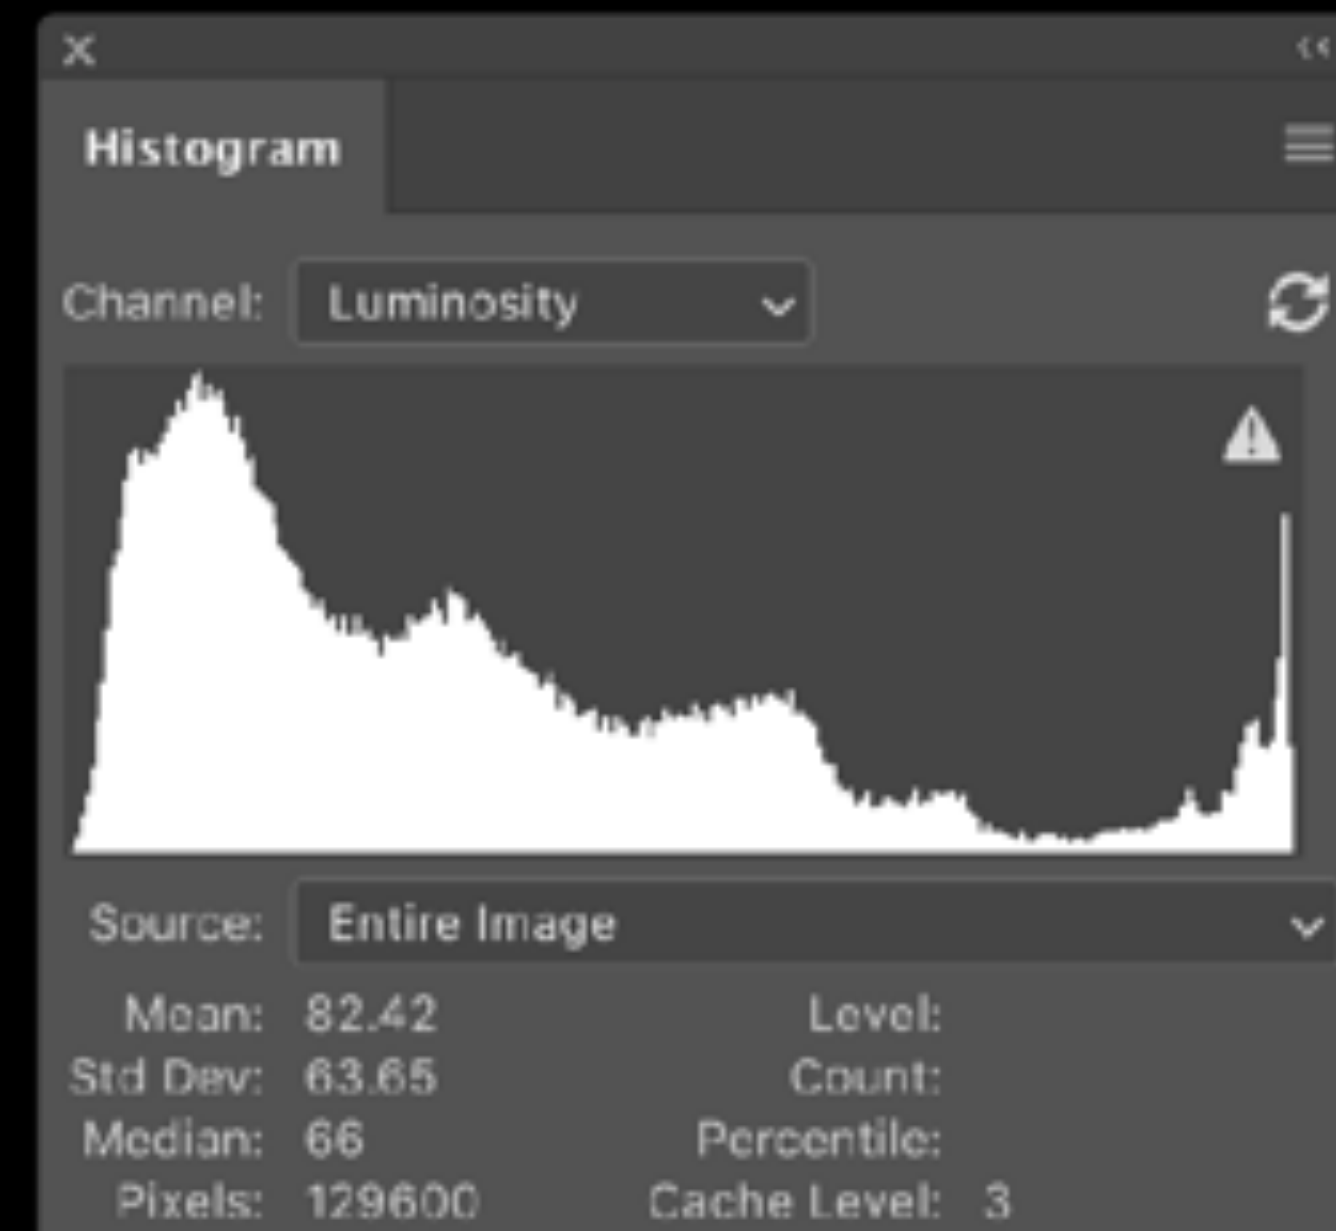 Histogram
Channel: Luminosity
Source: Entire Image
Mean: 82.42 Level:
Std Dev: 63.65 Count:
Median: 66 Percentile:
Pixels: 129600 Cache Level: 3